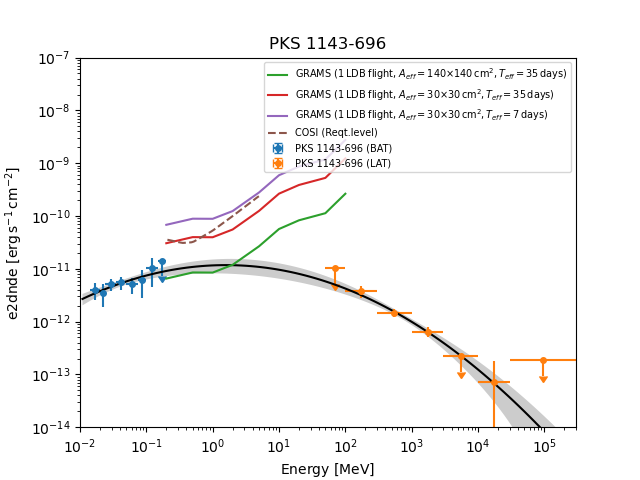 PKS 1143-696
GRAMS (1 LDB flight, A_eff = 140×140 cm², T_eff = 35 days)
GRAMS (1 LDB flight, A_eff = 30×30 cm², T_eff = 35 days)
GRAMS (1 LDB flight, A_eff = 30×30 cm², T_eff = 7 days)
COSI (Reqt.level)
PKS 1143-696 (BAT)
PKS 1143-696 (LAT)
e2dnde [erg s⁻¹ cm⁻²]
10⁻⁷
10⁻⁸
10⁻⁹
10⁻¹⁰
10⁻¹¹
10⁻¹²
10⁻¹³
10⁻¹⁴
10⁻² 10⁻¹ 10⁰ 10¹ 10² 10³ 10⁴ 10⁵
Energy [MeV]